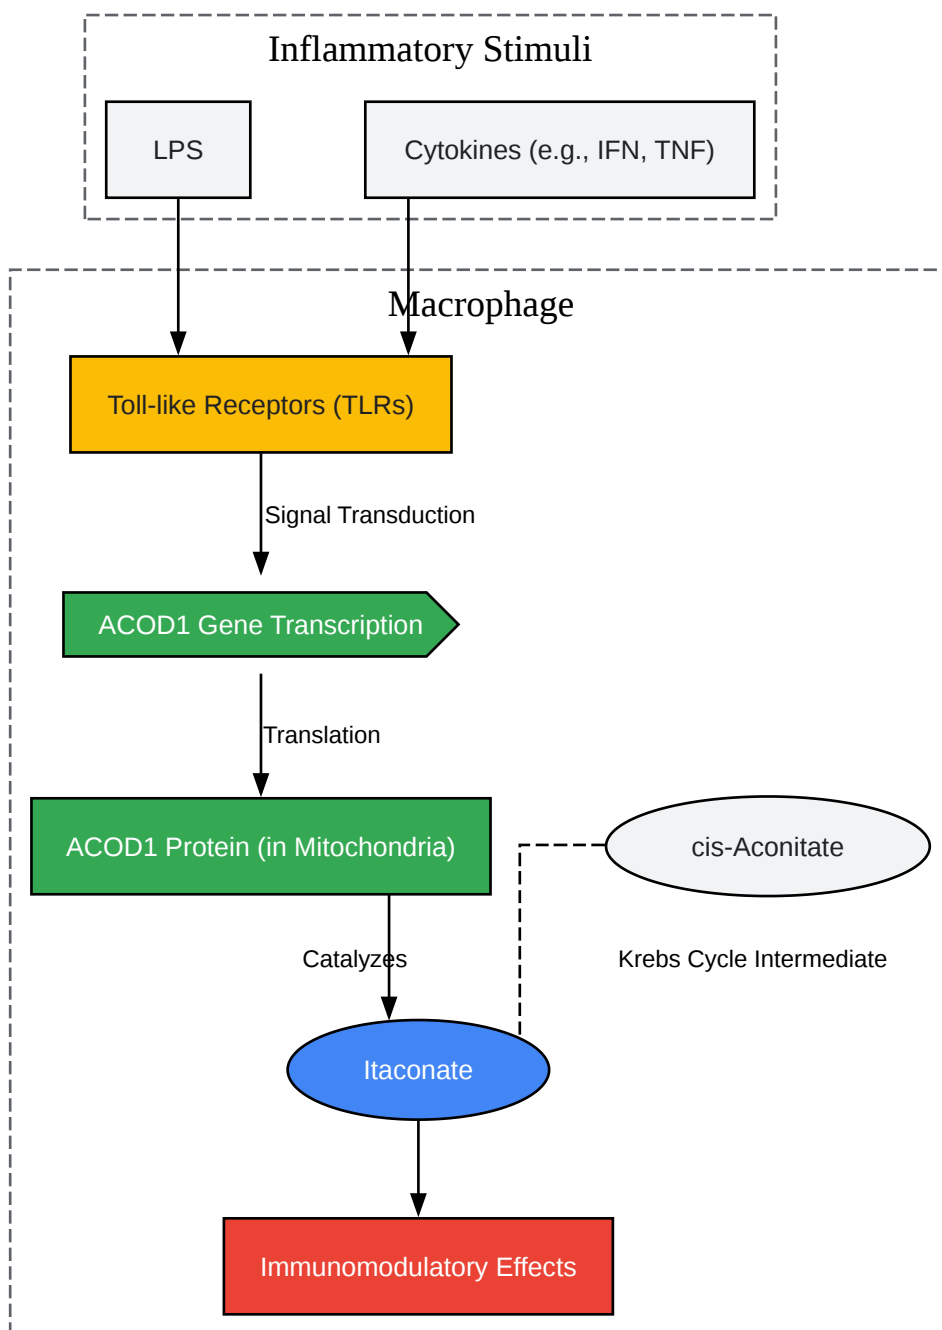 Inflammatory Stimuli
LPS
Cytokines (e.g., IFN, TNF)
Macrophage
Toll-like Receptors (TLRs)
Signal Transduction
ACOD1 Gene Transcription
Translation
ACOD1 Protein (in Mitochondria)
cis-Aconitate
Catalyzes
Krebs Cycle Intermediate
Itaconate
Immunomodulatory Effects